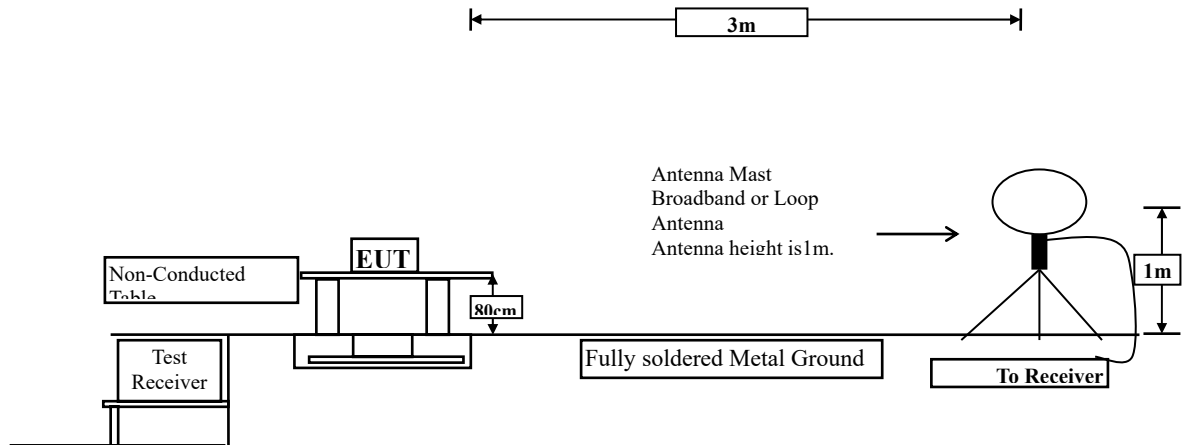 3m
Antenna Mast
Broadband or Loop
Antenna
Antenna height is1m.
EUT
Non-Conducted
Table
80cm
1m
Test
Receiver
Fully soldered Metal Ground
To Receiver